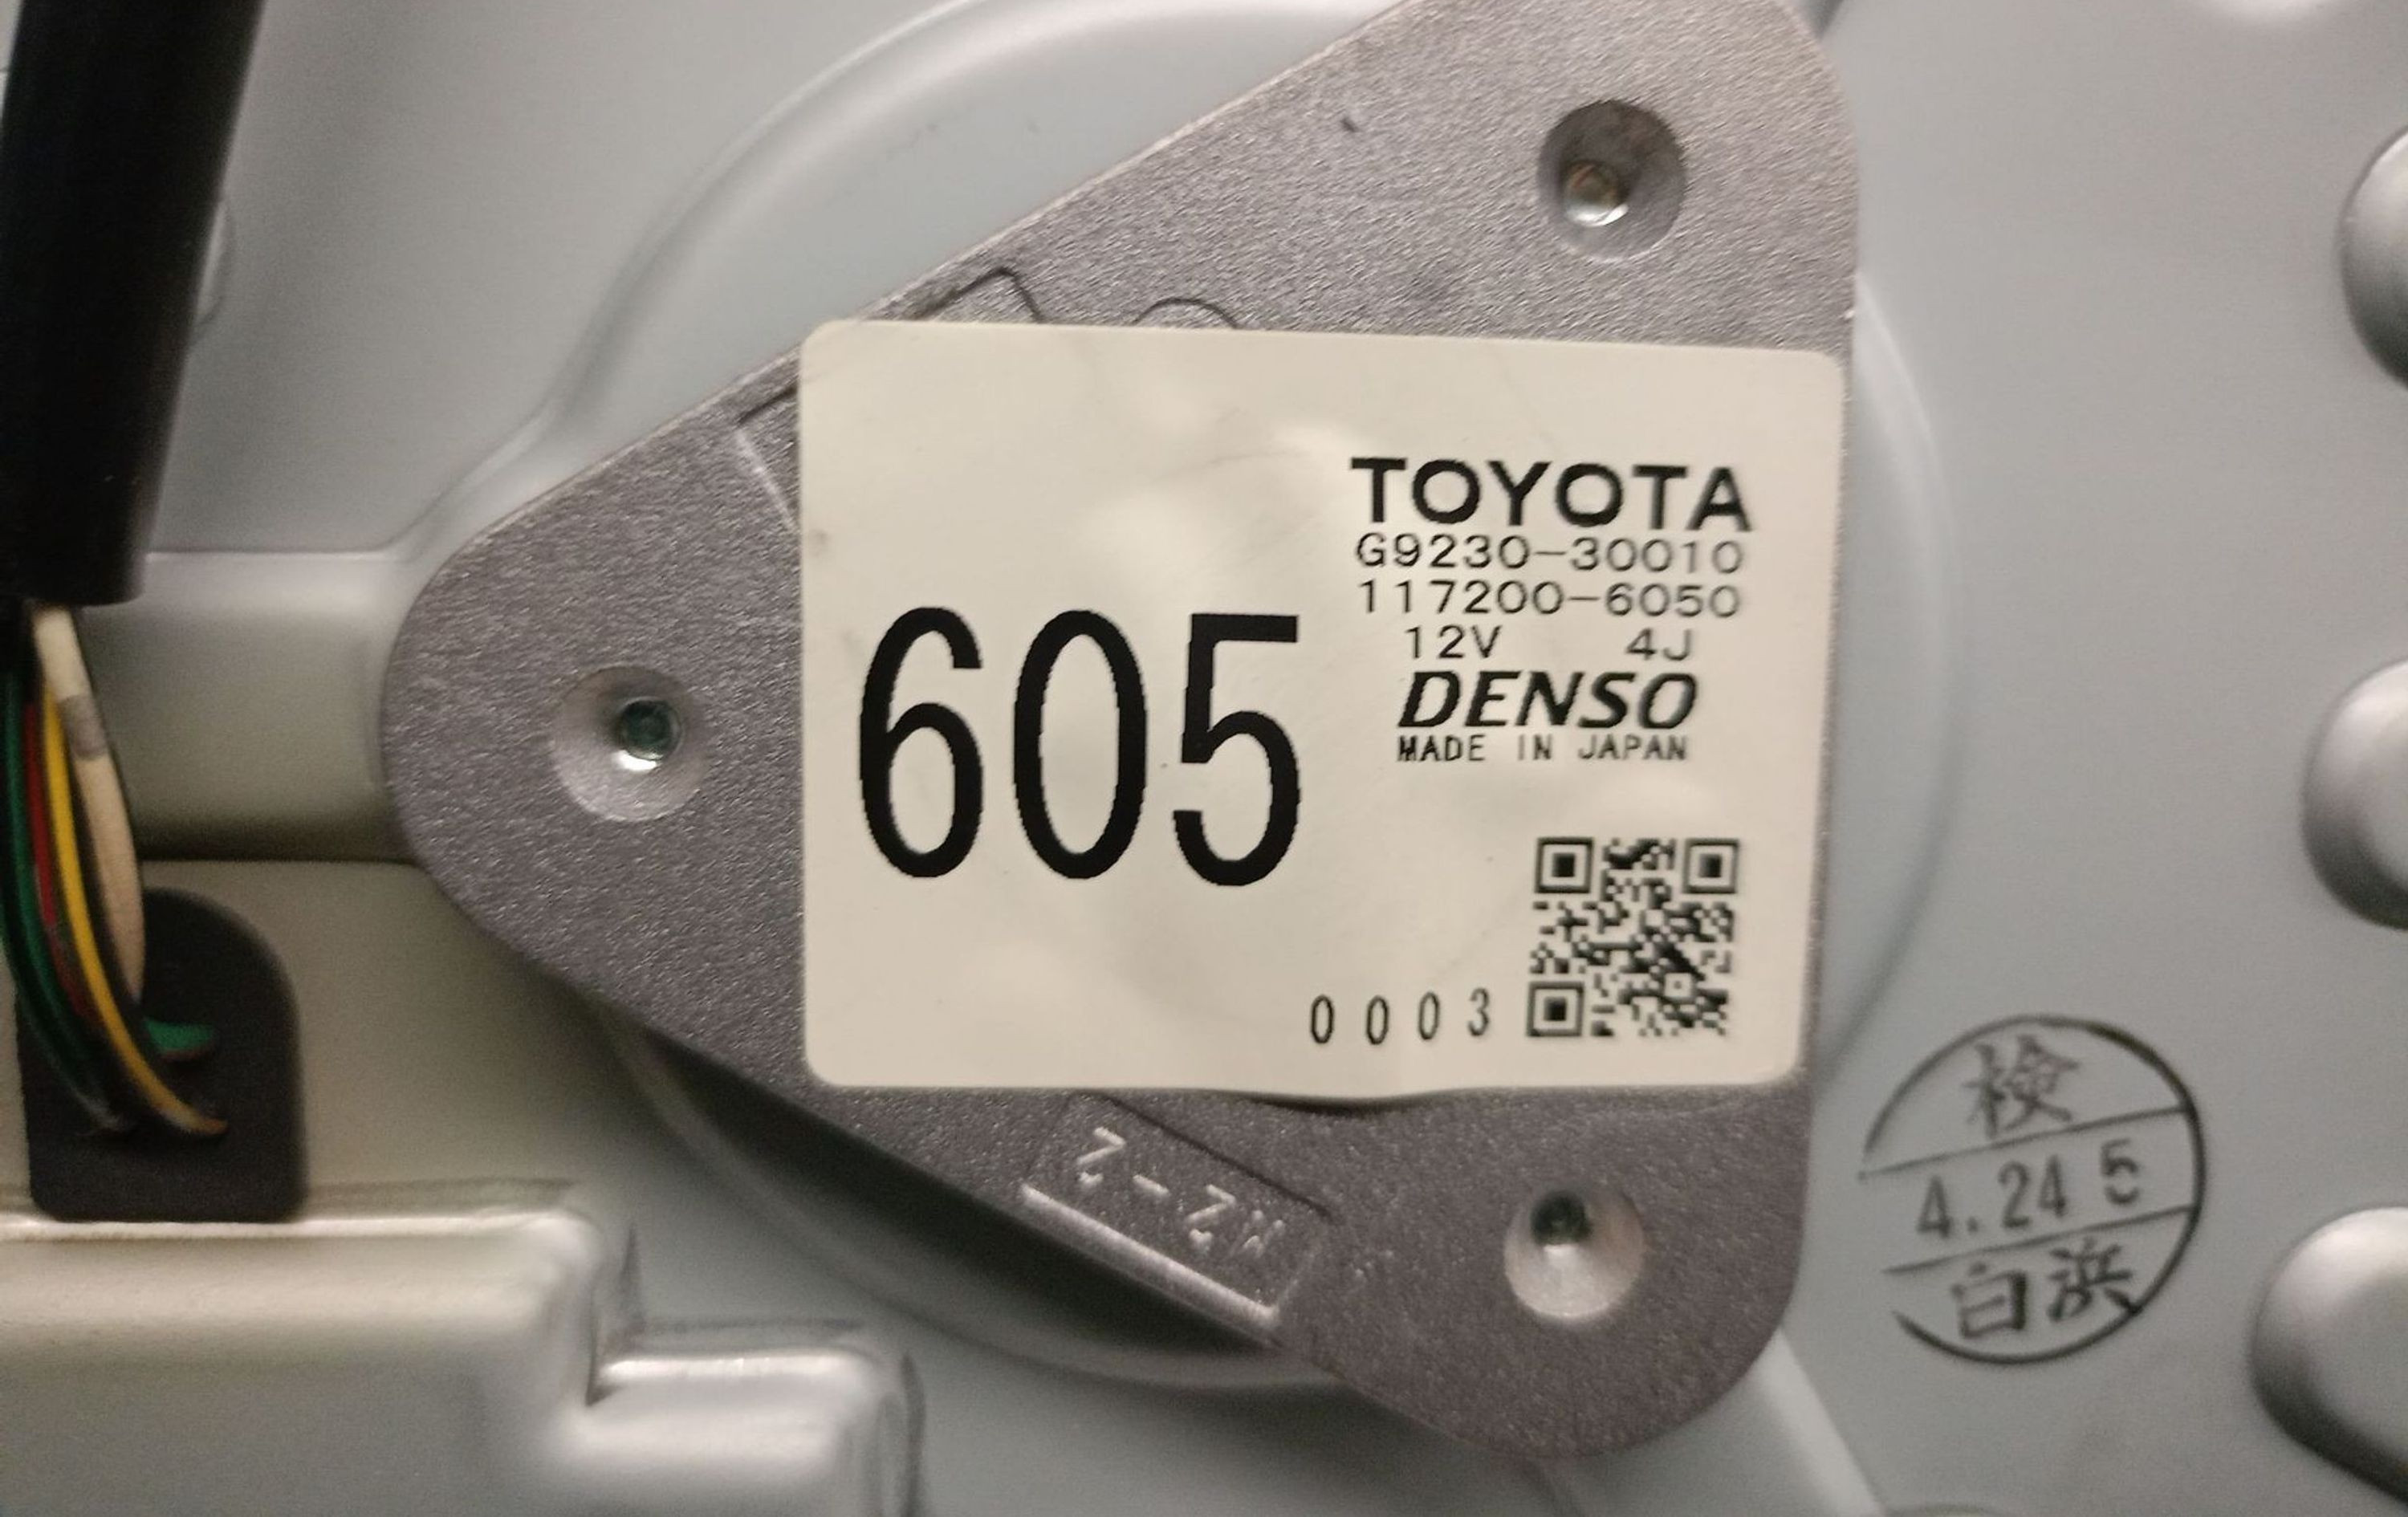 TOYOTA
G9230-30010
117200-6050
12V 4J
DENSO
MADE IN JAPAN
605
0003
検
4.24 5
白浜